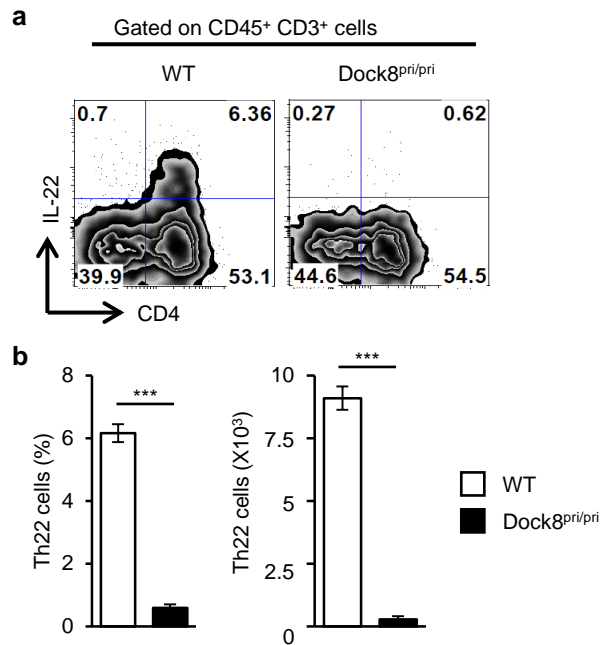 a
Gated on CD45⁺ CD3⁺ cells
WT Dock8ᵖʳⁱ/ᵖʳⁱ
0.7 6.36 0.27 0.62
IL-22
39.9 53.1 44.6 54.5
CD4
b
8 10
*** ***
6 7.5
Th22 cells (%) Th22 cells (X10³)
4 5
WT
Dock8ᵖʳⁱ/ᵖʳⁱ
2 2.5
0 0